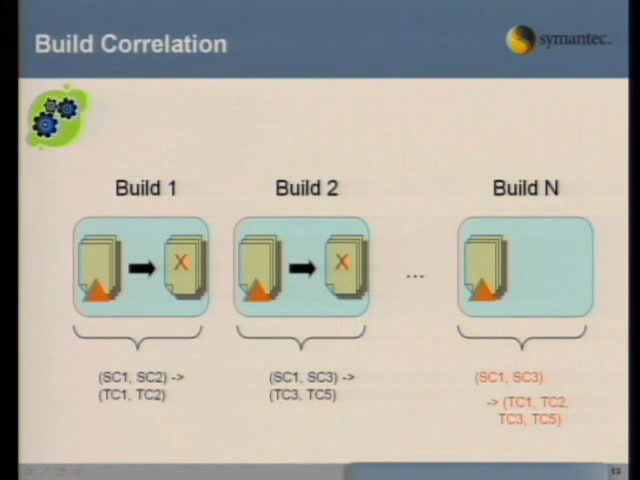 Build Correlation
symantec.
Build 1
Build 2
Build N
X
X
...
(SC1, SC2) ->
(TC1, TC2)
(SC1, SC3) ->
(TC3, TC5)
(SC1, SC3)
-> (TC1, TC2,
TC3, TC5)
13